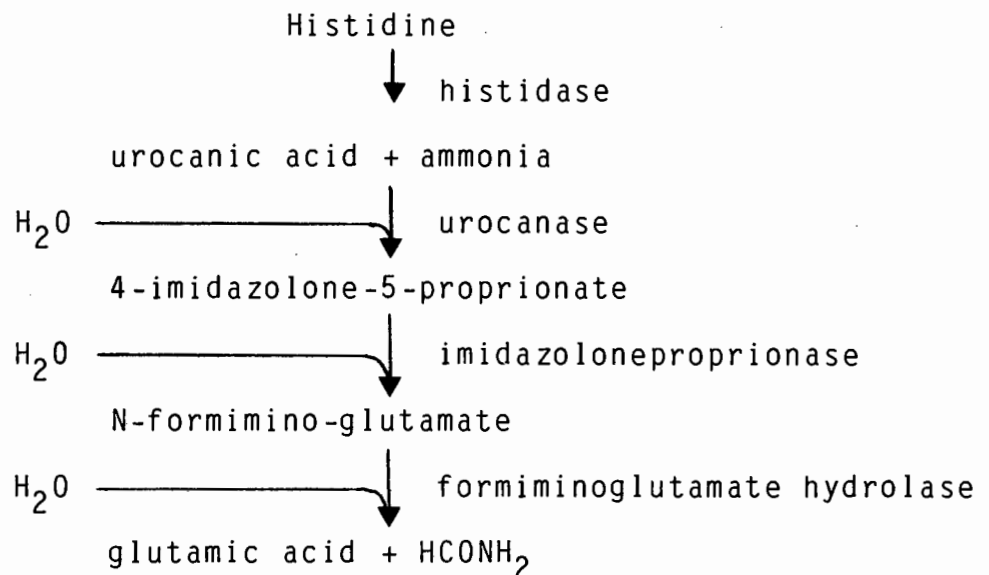 Histidine
histidase
urocanic acid + ammonia
H₂O urocanase
4-imidazolone-5-proprionate
H₂O imidazoloneproprionase
N-formimino-glutamate
H₂O formiminoglutamate hydrolase
glutamic acid + HCONH₂